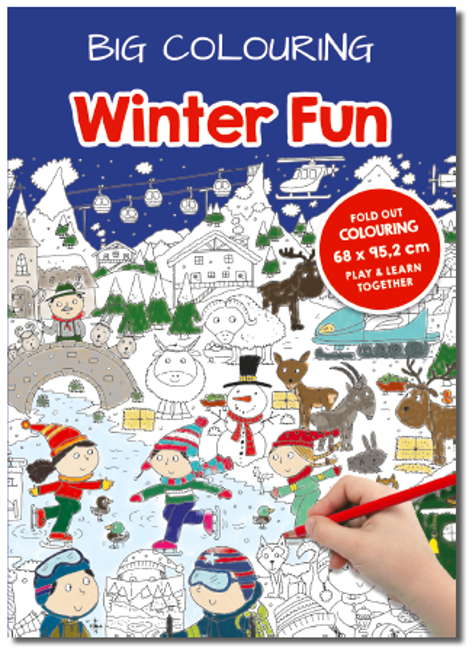 BIG COLOURING
Winter Fun
FOLD OUT
COLOURING
68 x 95,2 cm
PLAY & LEARN
TOGETHER